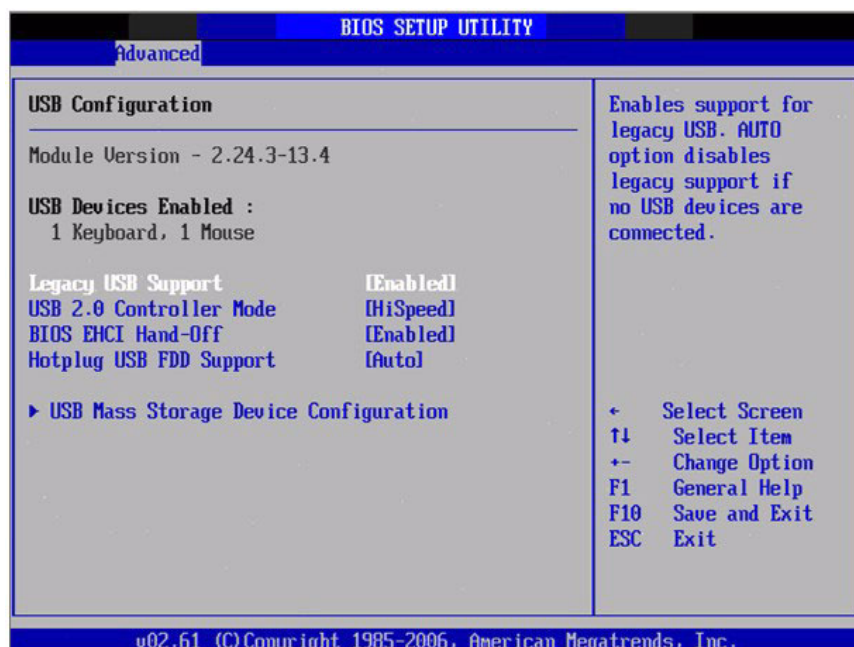 BIOS SETUP UTILITY
Advanced
USB Configuration
Module Version - 2.24.3-13.4
USB Devices Enabled :
1 Keyboard, 1 Mouse
Legacy USB Support [Enabled]
USB 2.0 Controller Mode [HiSpeed]
BIOS EHCI Hand-Off [Enabled]
Hotplug USB FDD Support [Auto]
▶ USB Mass Storage Device Configuration
Enables support for
legacy USB. AUTO
option disables
legacy support if
no USB devices are
connected.
← Select Screen
↑↓ Select Item
+- Change Option
F1 General Help
F10 Save and Exit
ESC Exit
v02.61 (C)Copyright 1985-2006, American Megatrends, Inc.